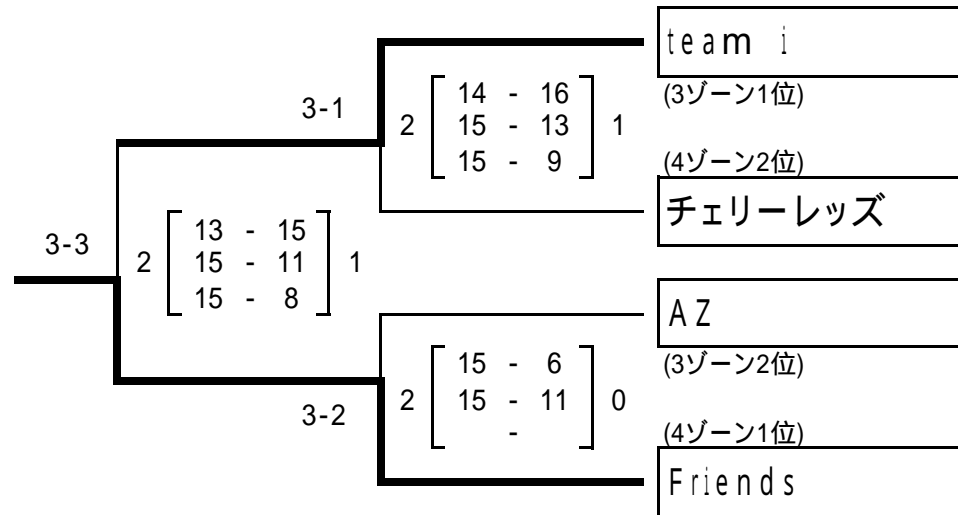 team i
(3ゾーン1位)
3-1
2 14 - 16 1
15 - 13
15 - 9
(4ゾーン2位)
チェリーレッズ
3-3
2 13 - 15 1
15 - 11
15 - 8
AZ
(3ゾーン2位)
3-2
2 15 - 6 0
15 - 11
-
(4ゾーン1位)
Friends